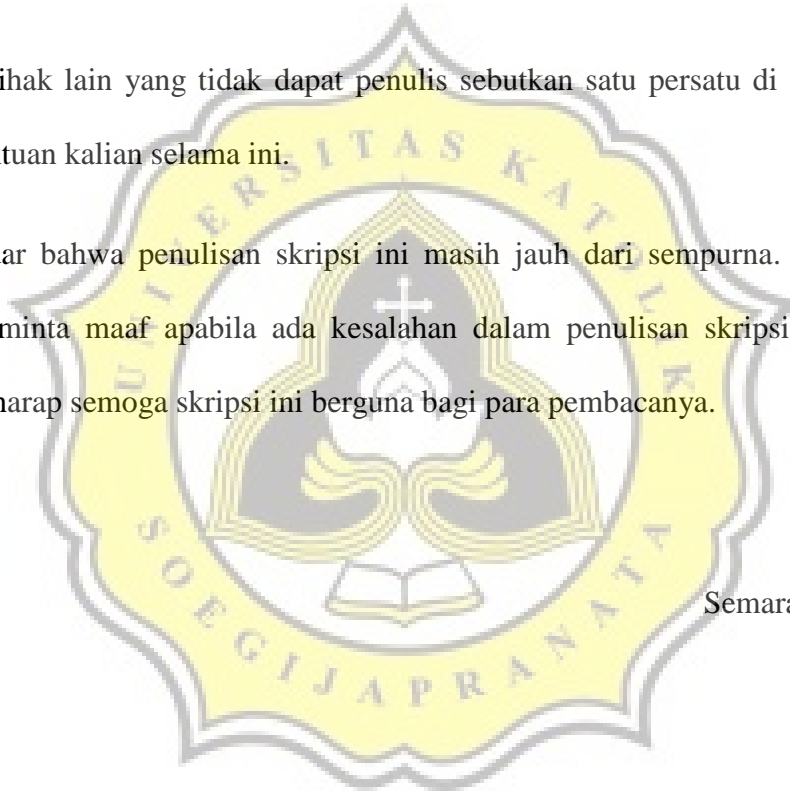 ihak lain yang tidak dapat penulis sebutkan satu persatu di
tuan kalian selama ini.
ar bahwa penulisan skripsi ini masih jauh dari sempurna.
minta maaf apabila ada kesalahan dalam penulisan skripsi
harap semoga skripsi ini berguna bagi para pembacanya.
Semara
UNIVERSITAS KATOLIK
SOEGIJAPRANATA